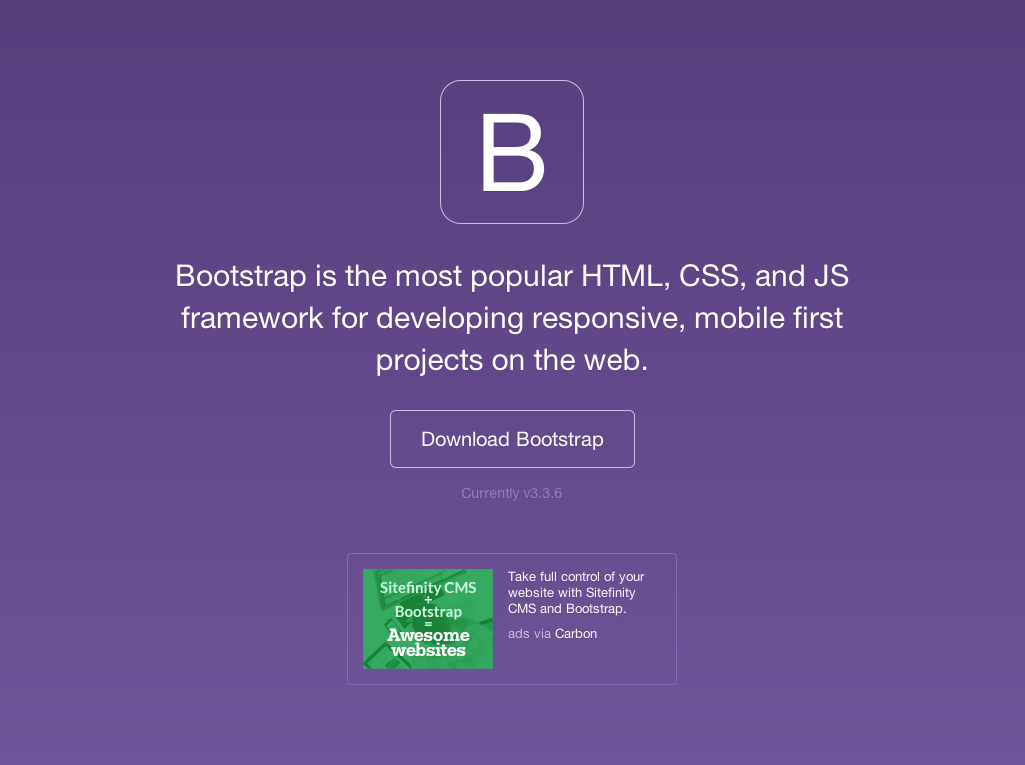 B
Bootstrap is the most popular HTML, CSS, and JS
framework for developing responsive, mobile first
projects on the web.
Download Bootstrap
Currently v3.3.6
Sitefinity CMS
+
Bootstrap
=
Awesome
websites
Take full control of your
website with Sitefinity
CMS and Bootstrap.
ads via Carbon